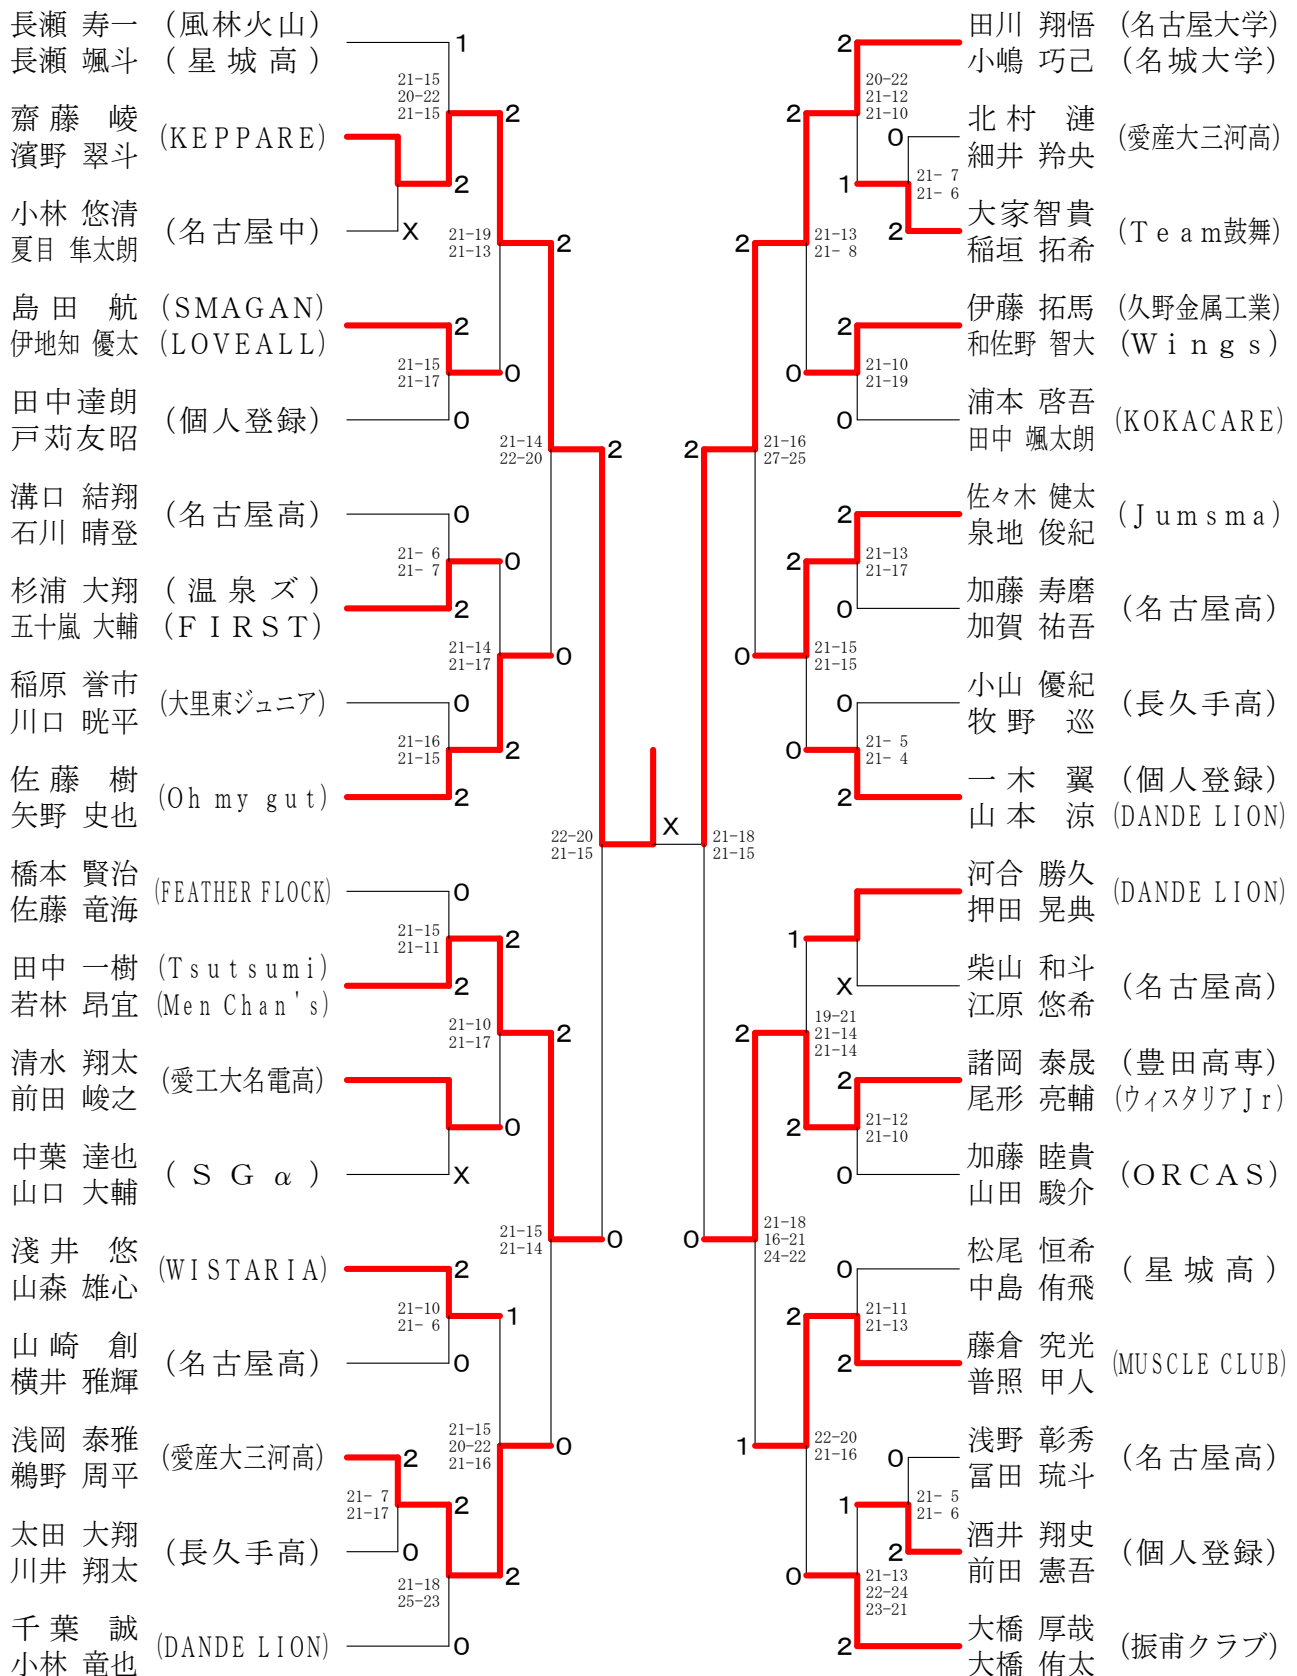 長瀬 寿一 (風林火山)
長瀬 颯斗 (星城高)
1
21-15
20-22
21-15
2
齋藤 崚
濱野 翠斗
(KEPPARE)
2
小林 悠清
夏目 隼太朗
(名古屋中)
X
21-19
21-13
2
島田 航 (SMAGAN)
伊地知 優太 (LOVEALL)
2
21-15
21-17
0
田中達朗
戸苅友昭
(個人登録)
0
21-14
22-20
2
溝口 結翔
石川 晴登
(名古屋高)
0
21- 6
21- 7
0
杉浦 大翔 (温泉ズ)
五十嵐 大輔 (FIRST)
2
21-14
21-17
0
稲原 誉市
川口 晄平
(大里東ジュニア)
0
21-16
21-15
2
佐藤 樹
矢野 史也
(Oh my gut)
2
22-20
21-15
X
橋本 賢治
佐藤 竜海
(FEATHER FLOCK)
0
21-15
21-11
2
田中 一樹 (Tsutsumi)
若林 昂宜 (Men Chan's)
2
21-10
21-17
2
清水 翔太
前田 峻之
(愛工大名電高)
0
中葉 達也
山口 大輔
(SGα)
X
21-15
21-14
0
淺井 悠
山森 雄心
(WISTARIA)
2
21-10
21- 6
1
山崎 創
横井 雅輝
(名古屋高)
0
21-15
20-22
21-16
0
浅岡 泰雅
鵜野 周平
(愛産大三河高)
2
21- 7
21-17
2
太田 大翔
川井 翔太
(長久手高)
0
21-18
25-23
2
千葉 誠
小林 竜也
(DANDE LION)
0
田川 翔悟 (名古屋大学)
小嶋 巧己 (名城大学)
2
20-22
21-12
21-10
2
北村 漣
細井 羚央
(愛産大三河高)
0
21- 7
21- 6
1
大家智貴
稲垣 拓希
(Team鼓舞)
2
21-13
21- 8
2
伊藤 拓馬 (久野金属工業)
和佐野 智大 (Wings)
2
21-10
21-19
0
浦本 啓吾
田中 颯太朗
(KOKACARE)
0
21-16
27-25
2
佐々木 健太
泉地 俊紀
(Jumsma)
2
21-13
21-17
2
加藤 寿磨
加賀 祐吾
(名古屋高)
0
21-15
21-15
0
小山 優紀
牧野 巡
(長久手高)
0
21- 5
21- 4
0
一木 翼 (個人登録)
山本 涼 (DANDE LION)
2
21-18
21-15
河合 勝久
押田 晃典
(DANDE LION)
1
柴山 和斗
江原 悠希
(名古屋高)
X
19-21
21-14
21-14
2
諸岡 泰晟 (豊田高専)
尾形 亮輔 (ウィスタリアJr)
2
21-12
21-10
2
加藤 睦貴
山田 駿介
(ORCAS)
0
21-18
16-21
24-22
0
松尾 恒希
中島 侑飛
(星城高)
0
21-11
21-13
2
藤倉 究光
普照 甲人
(MUSCLE CLUB)
2
22-20
21-16
1
浅野 彰秀
冨田 琉斗
(名古屋高)
0
21- 5
21- 6
1
酒井 翔史
前田 憲吾
(個人登録)
2
21-13
22-24
23-21
0
大橋 厚哉
大橋 侑太
(振甫クラブ)
2